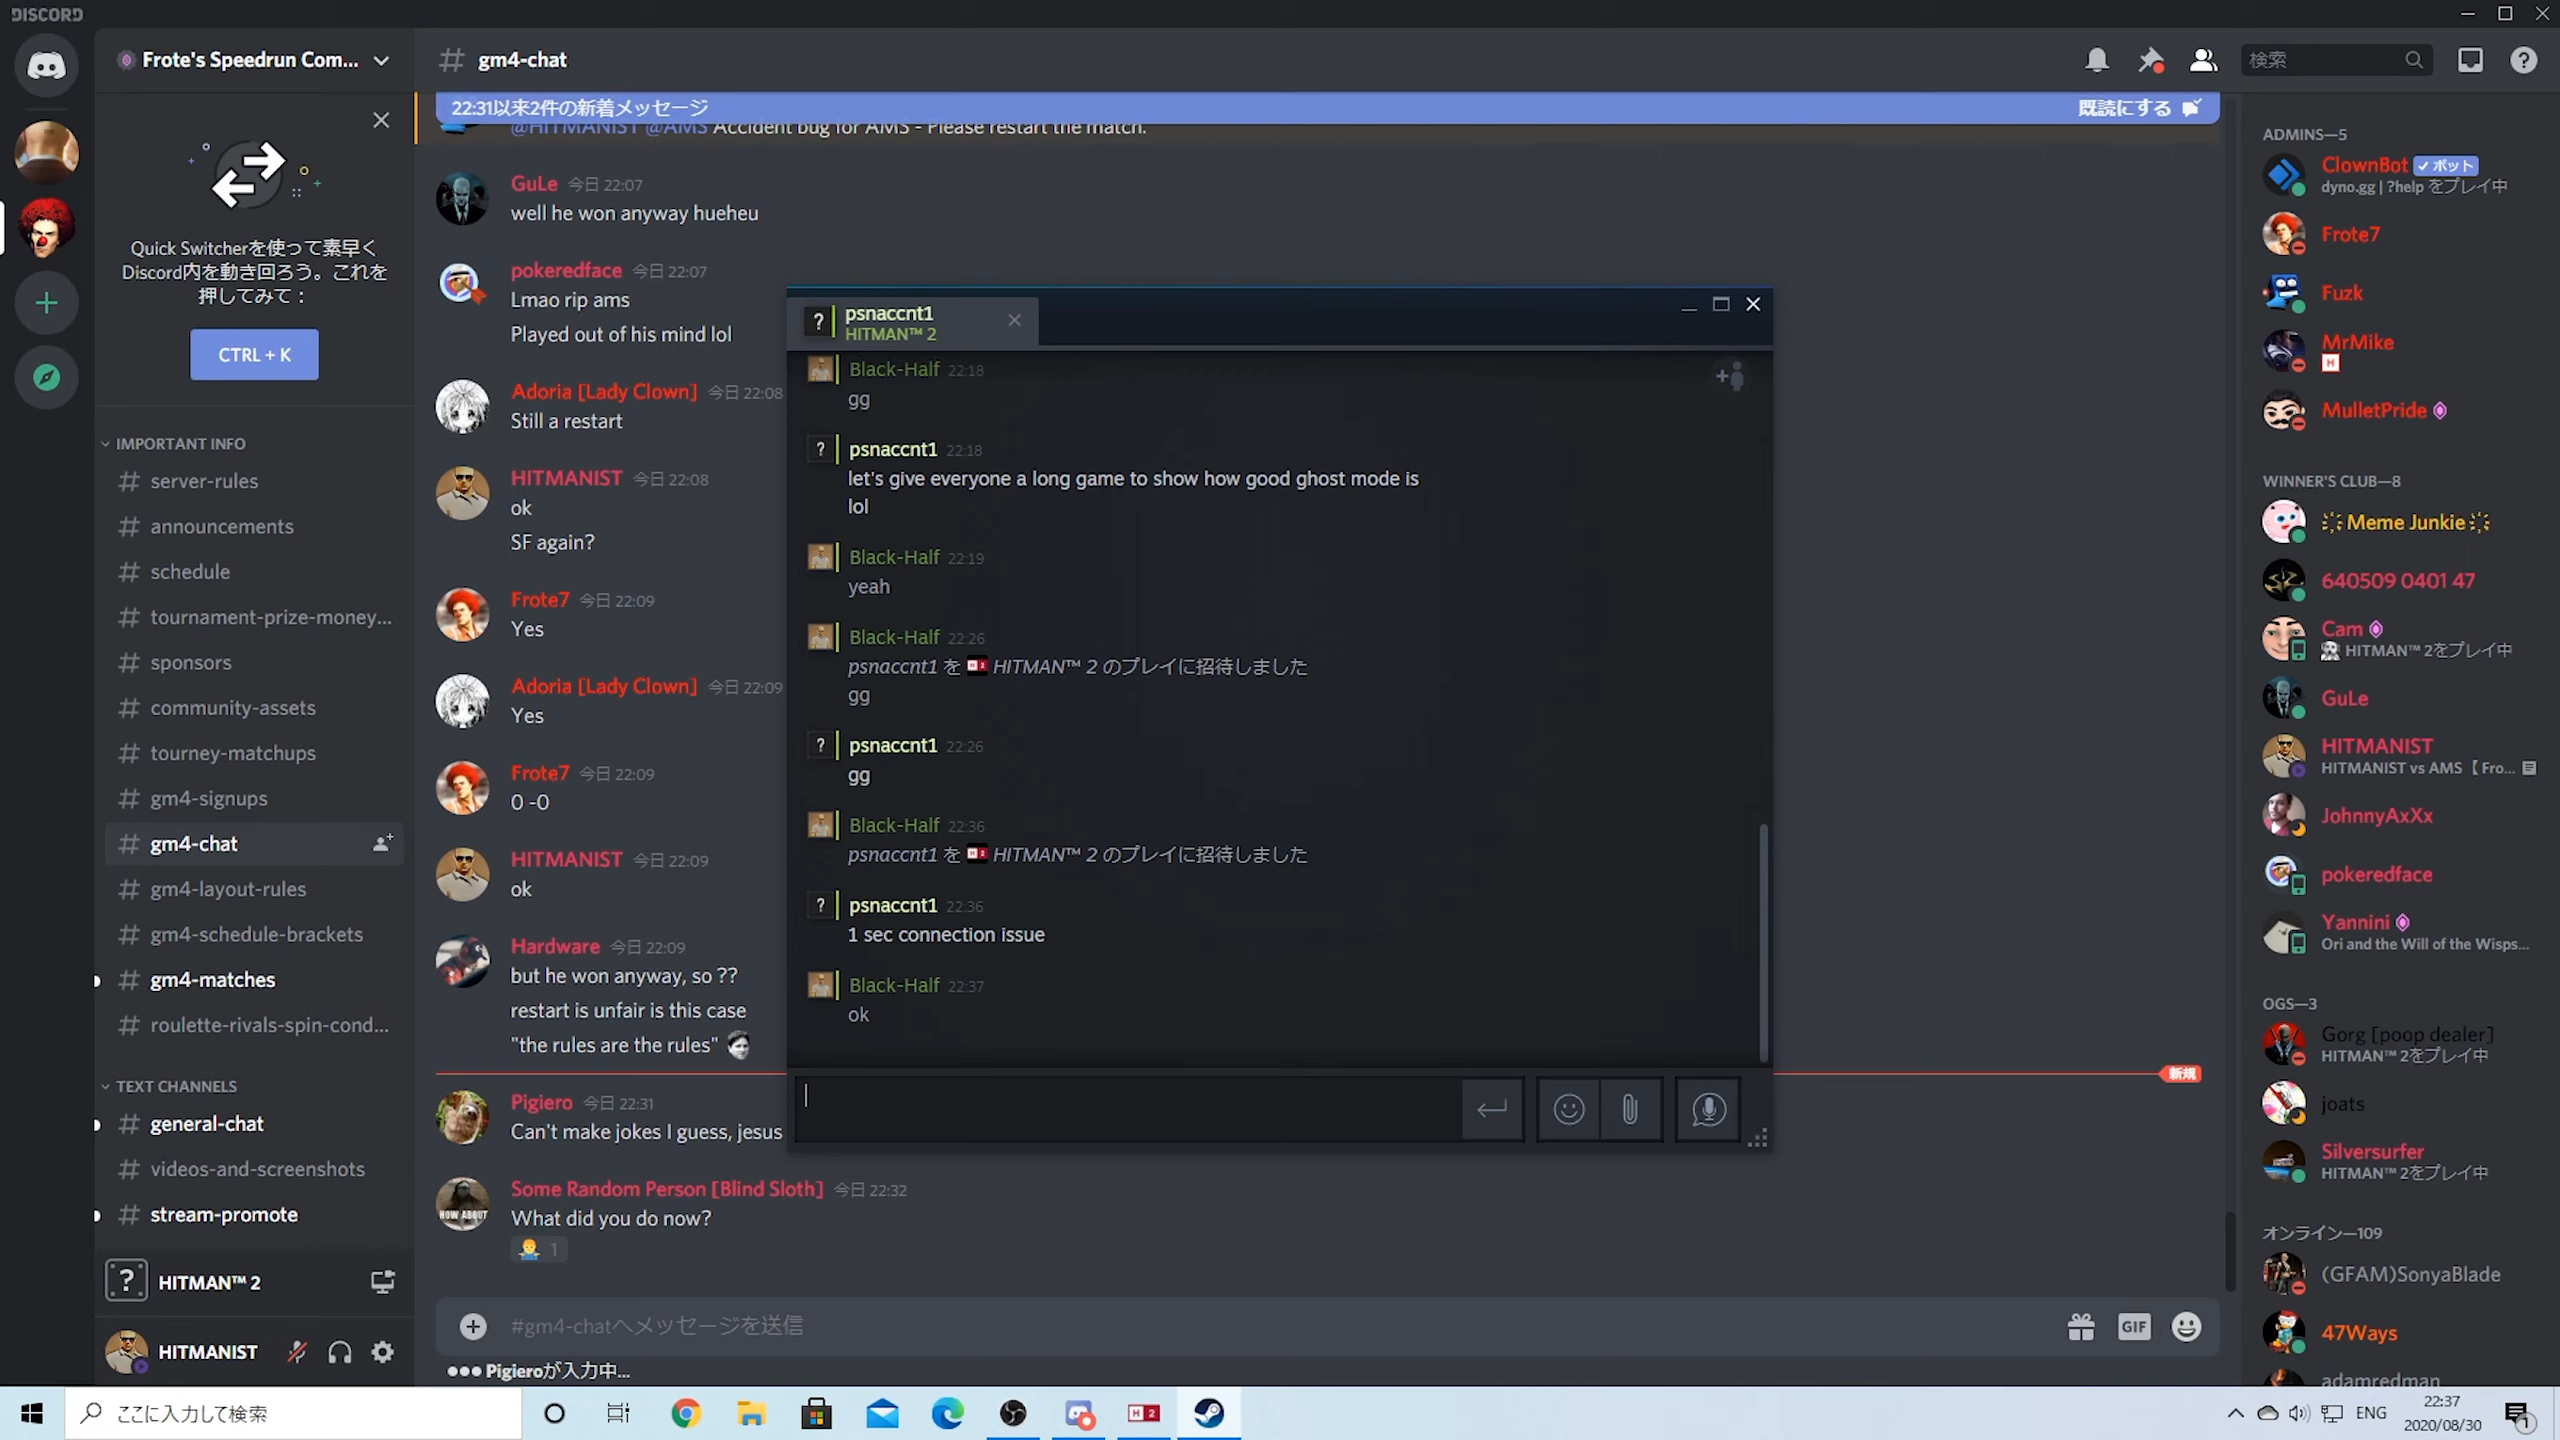 DISCORD
Frote's Speedrun Com...
Quick Switcherを使って素早く
Discord内を動き回ろう。これを
押してみて：
CTRL + K
IMPORTANT INFO
server-rules
announcements
schedule
tournament-prize-money...
sponsors
community-assets
tourney-matchups
gm4-signups
gm4-chat
gm4-layout-rules
gm4-schedule-brackets
gm4-matches
roulette-rivals-spin-cond...
TEXT CHANNELS
general-chat
videos-and-screenshots
stream-promote
HITMAN™ 2
HITMANIST
# gm4-chat
検索
22:31以来2件の新着メッセージ
既読にする
@HITMANIST @AMS Accident bug for AMS - Please restart the match.
GuLe 今日 22:07
well he won anyway hueheu
pokeredface 今日 22:07
Lmao rip ams
Played out of his mind lol
Adoria [Lady Clown] 今日 22:08
Still a restart
HITMANIST 今日 22:08
ok
SF again?
Frote7 今日 22:09
Yes
Adoria [Lady Clown] 今日 22:09
Yes
Frote7 今日 22:09
0 -0
HITMANIST 今日 22:09
ok
Hardware 今日 22:09
but he won anyway, so ??
restart is unfair is this case
"the rules are the rules"
新規
Pigiero 今日 22:31
Can't make jokes I guess, jesus
Some Random Person [Blind Sloth] 今日 22:32
What did you do now?
1
HOW ABOUT
#gm4-chatへメッセージを送信
GIF
Pigieroが入力中...
psnaccnt1
HITMAN™ 2
Black-Half 22:18
gg
psnaccnt1 22:18
let's give everyone a long game to show how good ghost mode is
lol
Black-Half 22:19
yeah
Black-Half 22:26
psnaccnt1 を HITMAN™ 2 のプレイに招待しました
gg
psnaccnt1 22:26
gg
Black-Half 22:36
psnaccnt1 を HITMAN™ 2 のプレイに招待しました
psnaccnt1 22:36
1 sec connection issue
Black-Half 22:37
ok
ADMINS—5
ClownBot ✓ボット
dyno.gg | ?help をプレイ中
Frote7
Fuzk
MrMike
H
MulletPride
WINNER'S CLUB—8
Meme Junkie
640509 0401 47
Cam
HITMAN™ 2をプレイ中
GuLe
HITMANIST
HITMANIST vs AMS【 Fro...
JohnnyAxXx
pokeredface
Yannini
Ori and the Will of the Wisps...
OGS—3
Gorg [poop dealer]
HITMAN™ 2をプレイ中
joats
Silversurfer
HITMAN™ 2をプレイ中
オンライン—109
(GFAM)SonyaBlade
47Ways
adamredman
ここに入力して検索
H 2
ENG
22:37
2020/08/30
1